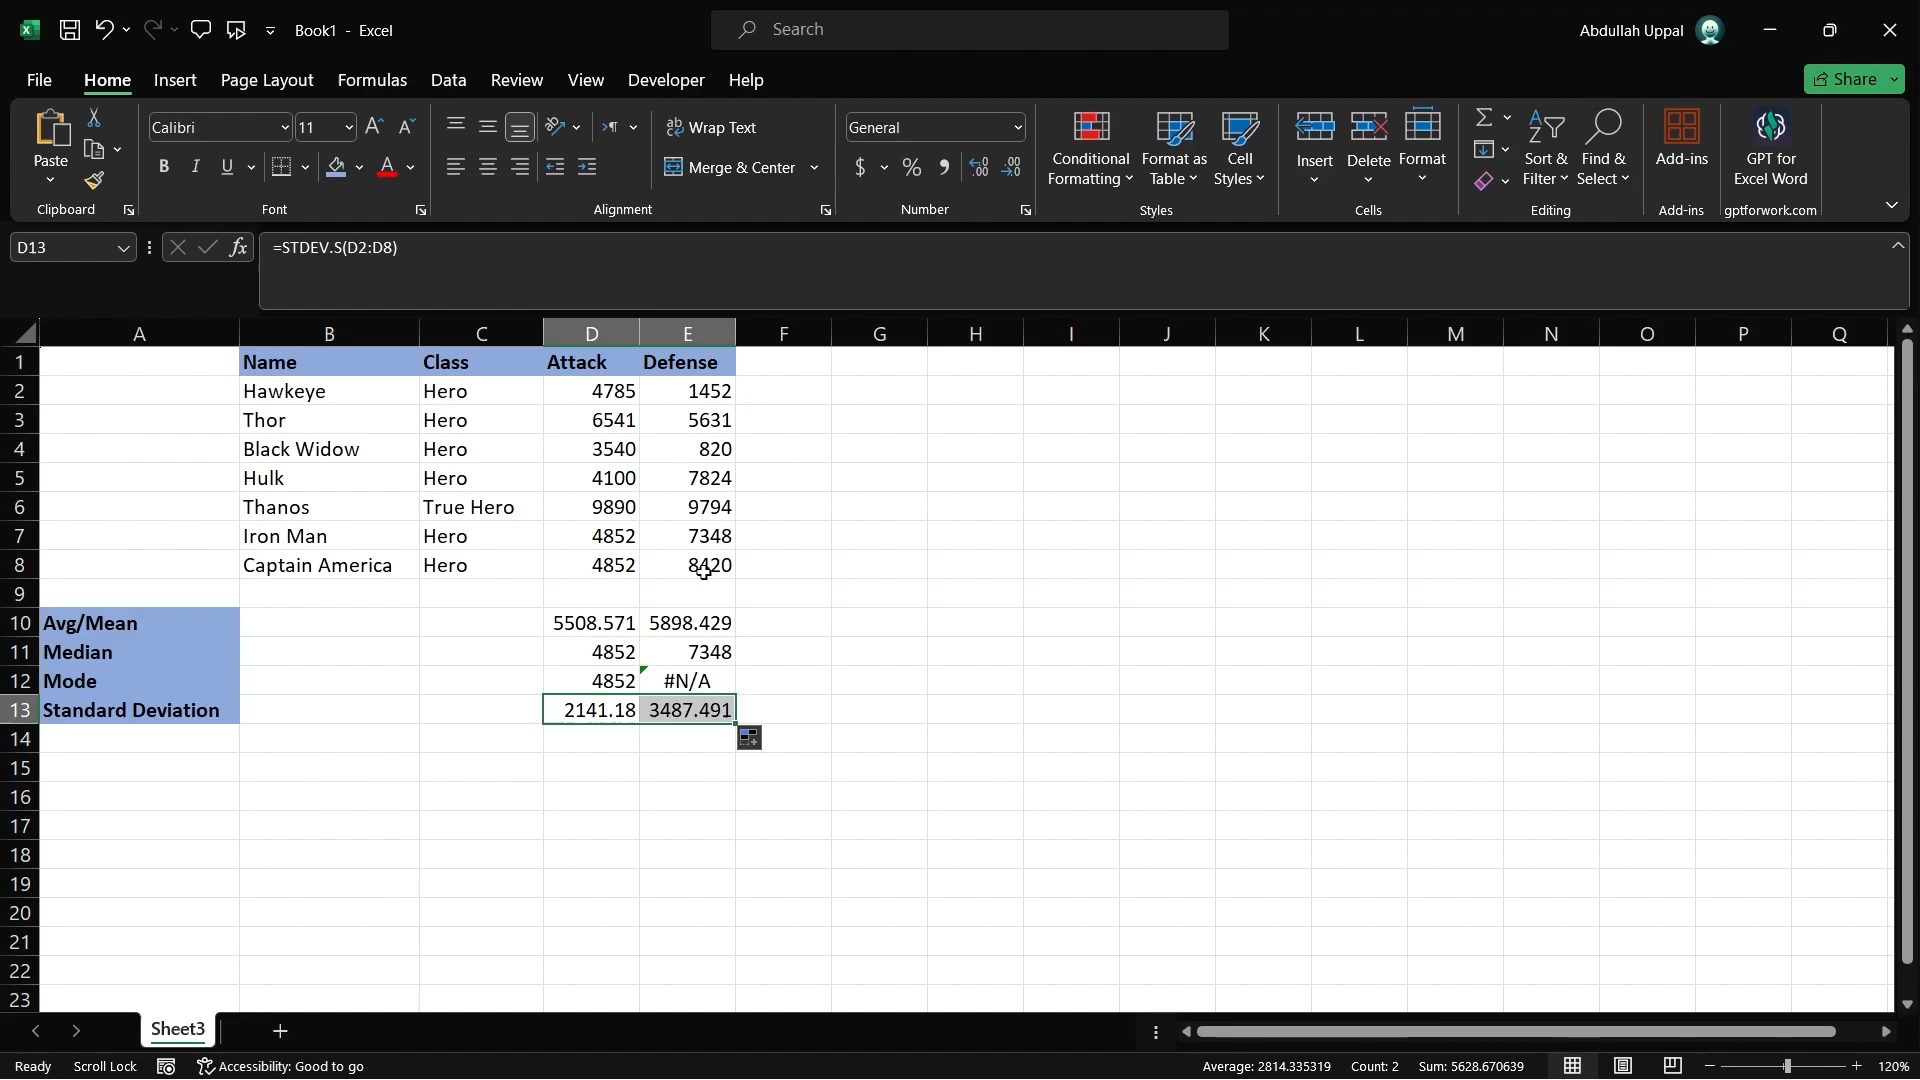 Book1 - Excel
Search
Abdullah Uppal
File Home Insert Page Layout Formulas Data Review View Developer Help
Share
Paste
Clipboard
Calibri 11
B I U
Font
Wrap Text
Merge & Center
Alignment
General
$ % ,
Number
Conditional Formatting
Format as Table
Cell Styles
Styles
Insert Delete Format
Cells
Sort & Filter
Find & Select
Editing
Add-ins
Add-ins
GPT for Excel Word
gptforwork.com
D13
fx
=STDEV.S(D2:D8)
A B C D E F G H I J K L M N O P Q
1 Name Class Attack Defense
2 Hawkeye Hero 4785 1452
3 Thor Hero 6541 5631
4 Black Widow Hero 3540 820
5 Hulk Hero 4100 7824
6 Thanos True Hero 9890 9794
7 Iron Man Hero 4852 7348
8 Captain America Hero 4852 8420
9
10 Avg/Mean 5508.571 5898.429
11 Median 4852 7348
12 Mode 4852 #N/A
13 Standard Deviation 2141.18 3487.491
14
15
16
17
18
19
20
21
22
23
Sheet3
Ready Scroll Lock Accessibility: Good to go Average: 2814.335319 Count: 2 Sum: 5628.670639 120%